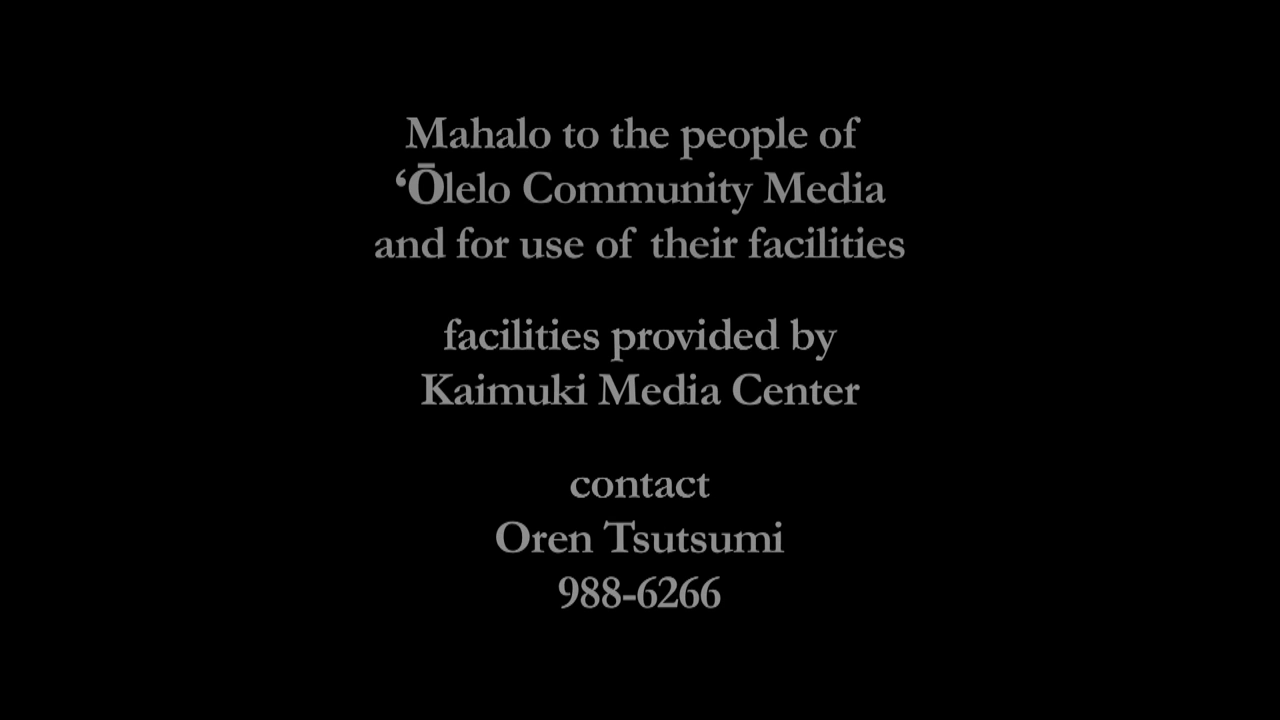 Mahalo to the people of
‘Ōlelo Community Media
and for use of their facilities
facilities provided by
Kaimuki Media Center
contact
Oren Tsutsumi
988-6266